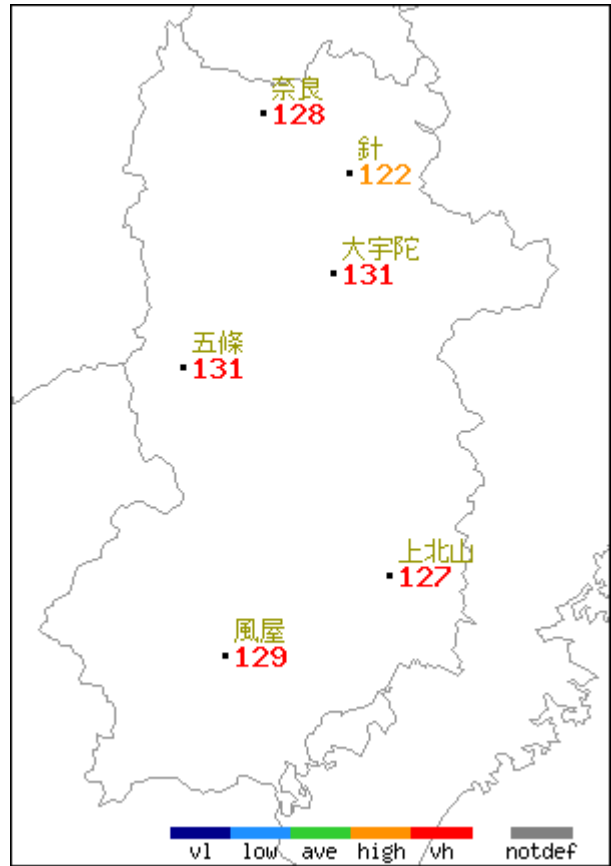 奈良
128
針
122
大宇陀
131
五條
131
上北山
127
風屋
129
vl low ave high vh notdef